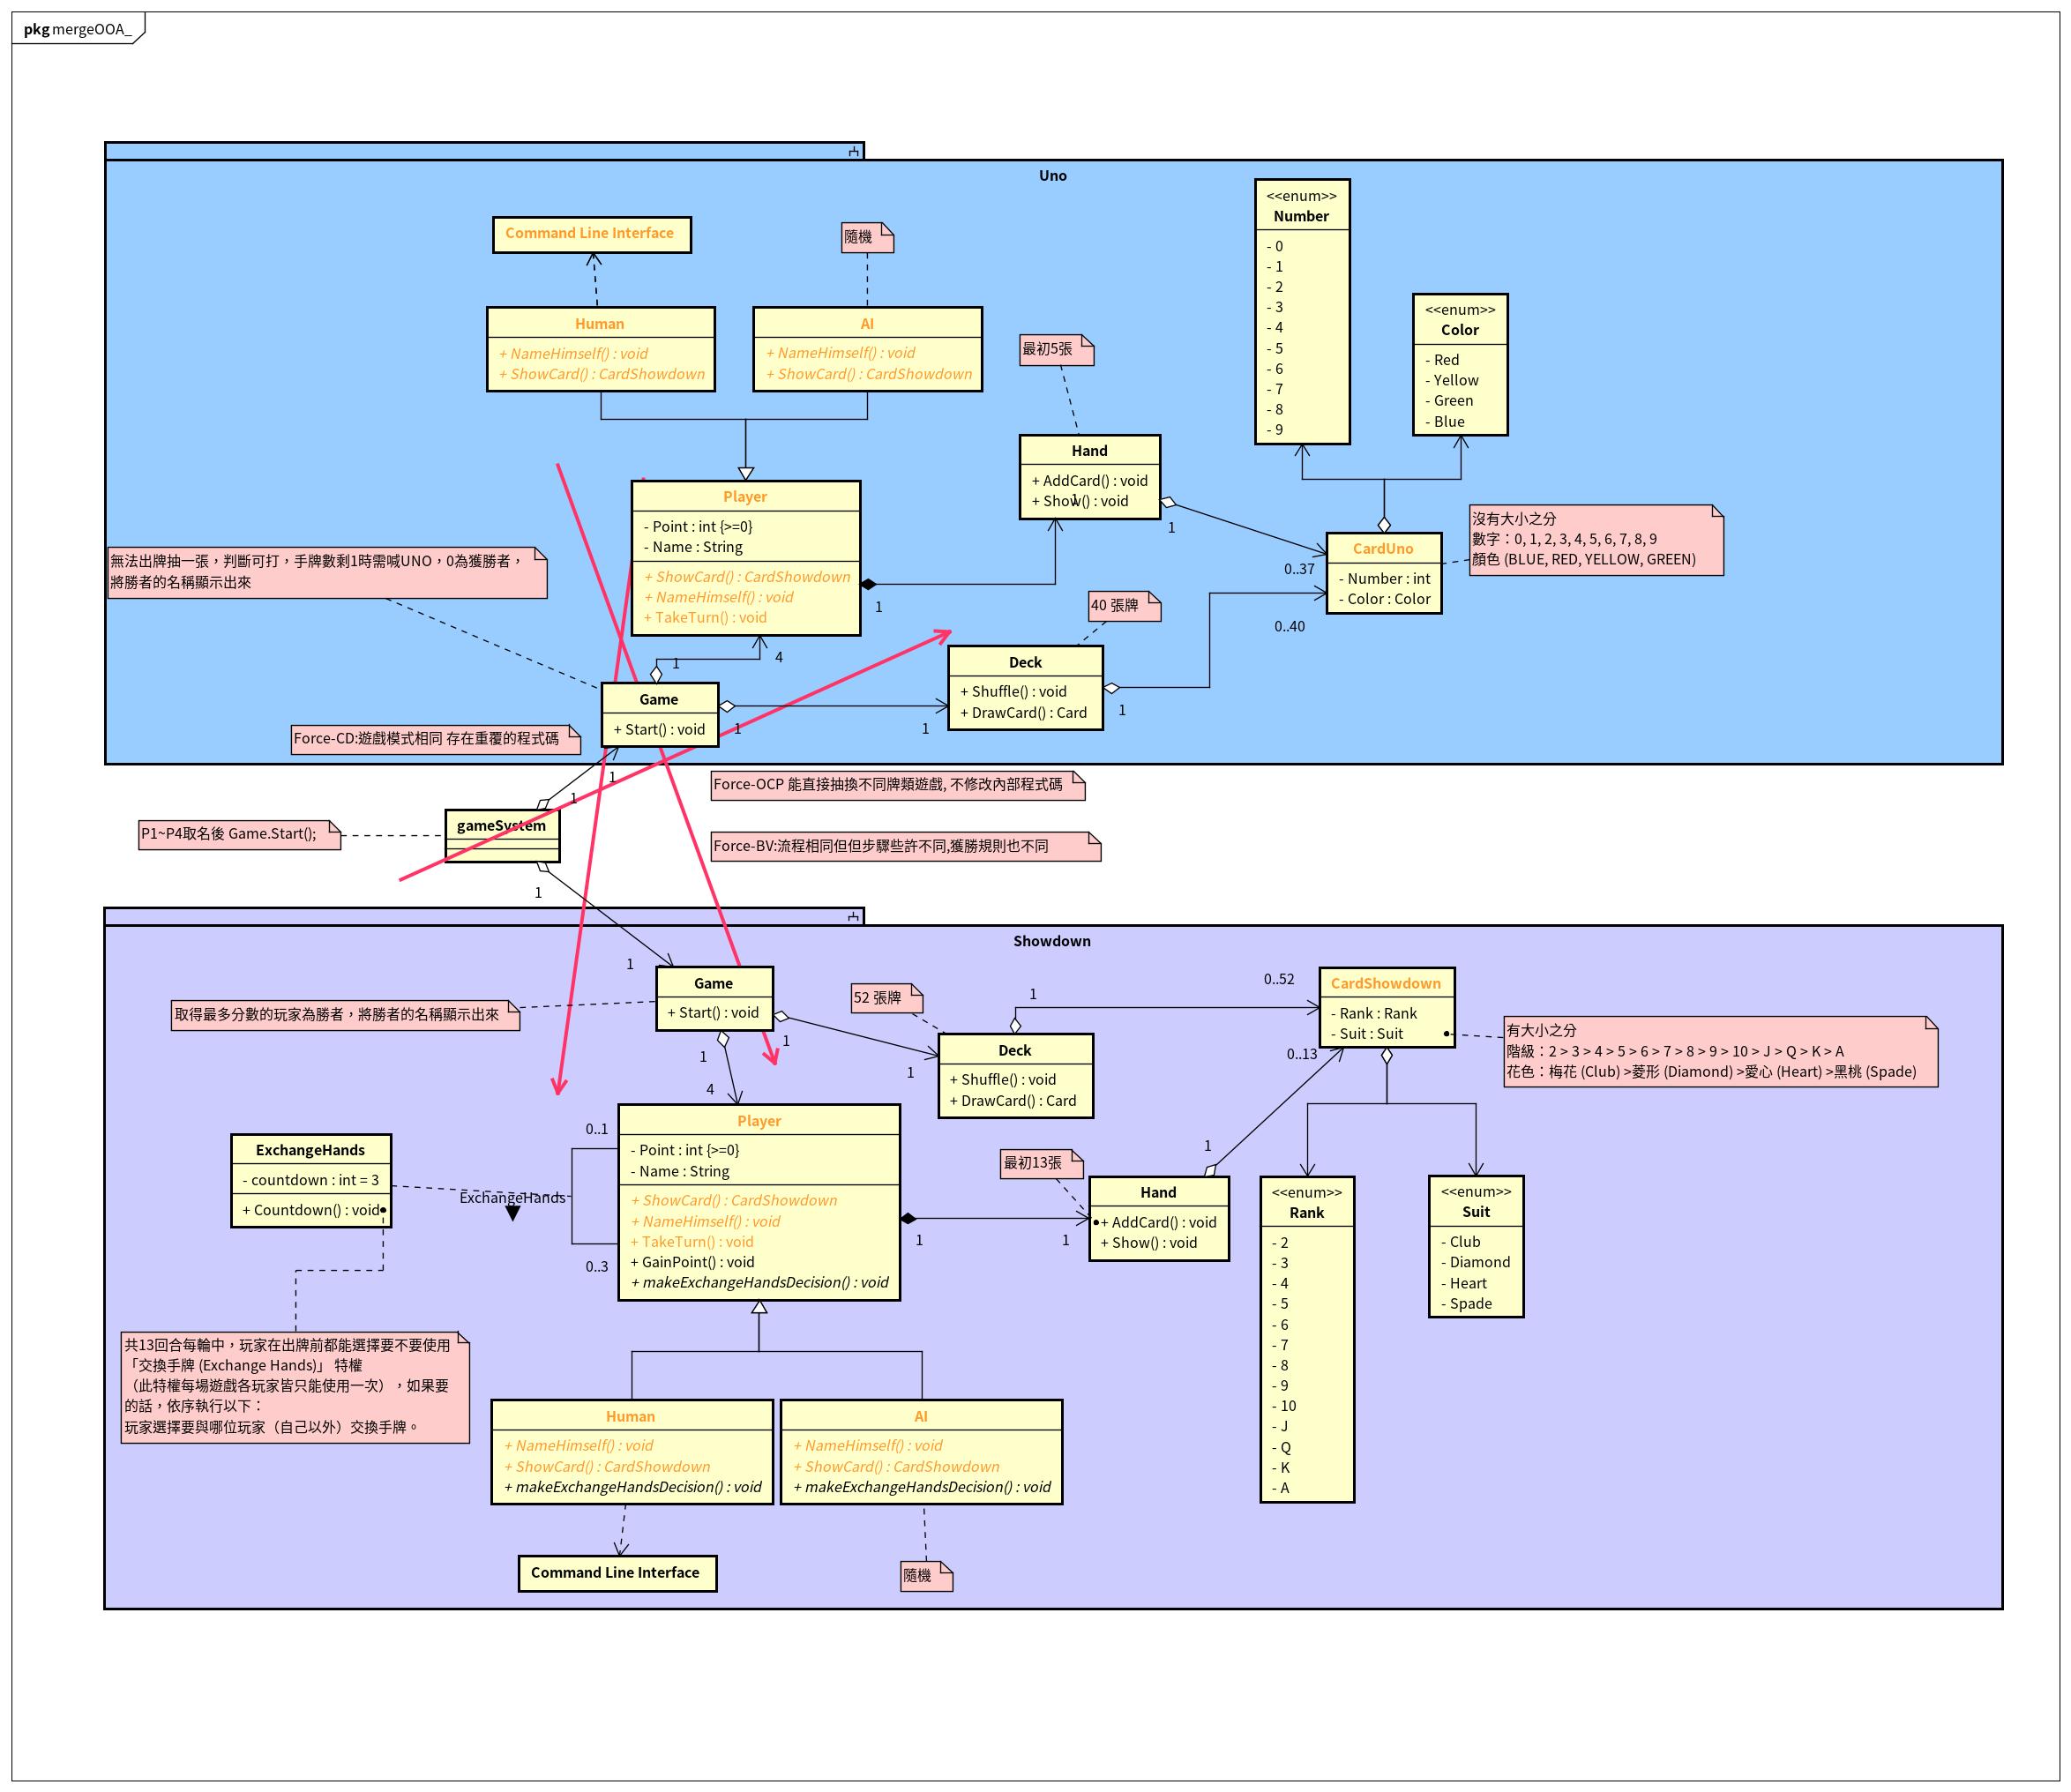 pkg mergeOOA_
Uno
Command Line Interface
隨機
Human
+ NameHimself() : void
+ ShowCard() : CardShowdown
AI
+ NameHimself() : void
+ ShowCard() : CardShowdown
最初5張
<<enum>>
Number
- 0
- 1
- 2
- 3
- 4
- 5
- 6
- 7
- 8
- 9
<<enum>>
Color
- Red
- Yellow
- Green
- Blue
Hand
+ AddCard() : void
+ Show() : void
1
1
0..37
Player
- Point : int {>=0}
- Name : String
+ ShowCard() : CardShowdown
+ NameHimself() : void
+ TakeTurn() : void
1
CardUno
- Number : int
- Color : Color
沒有大小之分
數字：0, 1, 2, 3, 4, 5, 6, 7, 8, 9
顏色 (BLUE, RED, YELLOW, GREEN)
無法出牌抽一張，判斷可打，手牌數剩1時需喊UNO，0為獲勝者，
將勝者的名稱顯示出來
40 張牌
0..40
1
4
Game
+ Start() : void
1
1
Deck
+ Shuffle() : void
+ DrawCard() : Card
1
Force-CD:遊戲模式相同 存在重覆的程式碼
1
1
Force-OCP 能直接抽換不同牌類遊戲, 不修改內部程式碼
P1~P4取名後 Game.Start();
gameSystem
Force-BV:流程相同但但步驟些許不同,獲勝規則也不同
1
1
Showdown
Game
+ Start() : void
取得最多分數的玩家為勝者，將勝者的名稱顯示出來
52 張牌
1
0..52
CardShowdown
- Rank : Rank
- Suit : Suit
有大小之分
階級：2 > 3 > 4 > 5 > 6 > 7 > 8 > 9 > 10 > J > Q > K > A
花色：梅花 (Club) >菱形 (Diamond) >愛心 (Heart) >黑桃 (Spade)
1
1
1
4
Deck
+ Shuffle() : void
+ DrawCard() : Card
0..13
1
ExchangeHands
- countdown : int = 3
+ Countdown() : void
ExchangeHands
0..1
0..3
Player
- Point : int {>=0}
- Name : String
+ ShowCard() : CardShowdown
+ NameHimself() : void
+ TakeTurn() : void
+ GainPoint() : void
+ makeExchangeHandsDecision() : void
1
1
最初13張
Hand
+ AddCard() : void
+ Show() : void
<<enum>>
Rank
- 2
- 3
- 4
- 5
- 6
- 7
- 8
- 9
- 10
- J
- Q
- K
- A
<<enum>>
Suit
- Club
- Diamond
- Heart
- Spade
共13回合每輪中，玩家在出牌前都能選擇要不要使用
「交換手牌 (Exchange Hands)」 特權
（此特權每場遊戲各玩家皆只能使用一次），如果要
的話，依序執行以下：
玩家選擇要與哪位玩家（自己以外）交換手牌。
Human
+ NameHimself() : void
+ ShowCard() : CardShowdown
+ makeExchangeHandsDecision() : void
AI
+ NameHimself() : void
+ ShowCard() : CardShowdown
+ makeExchangeHandsDecision() : void
Command Line Interface
隨機